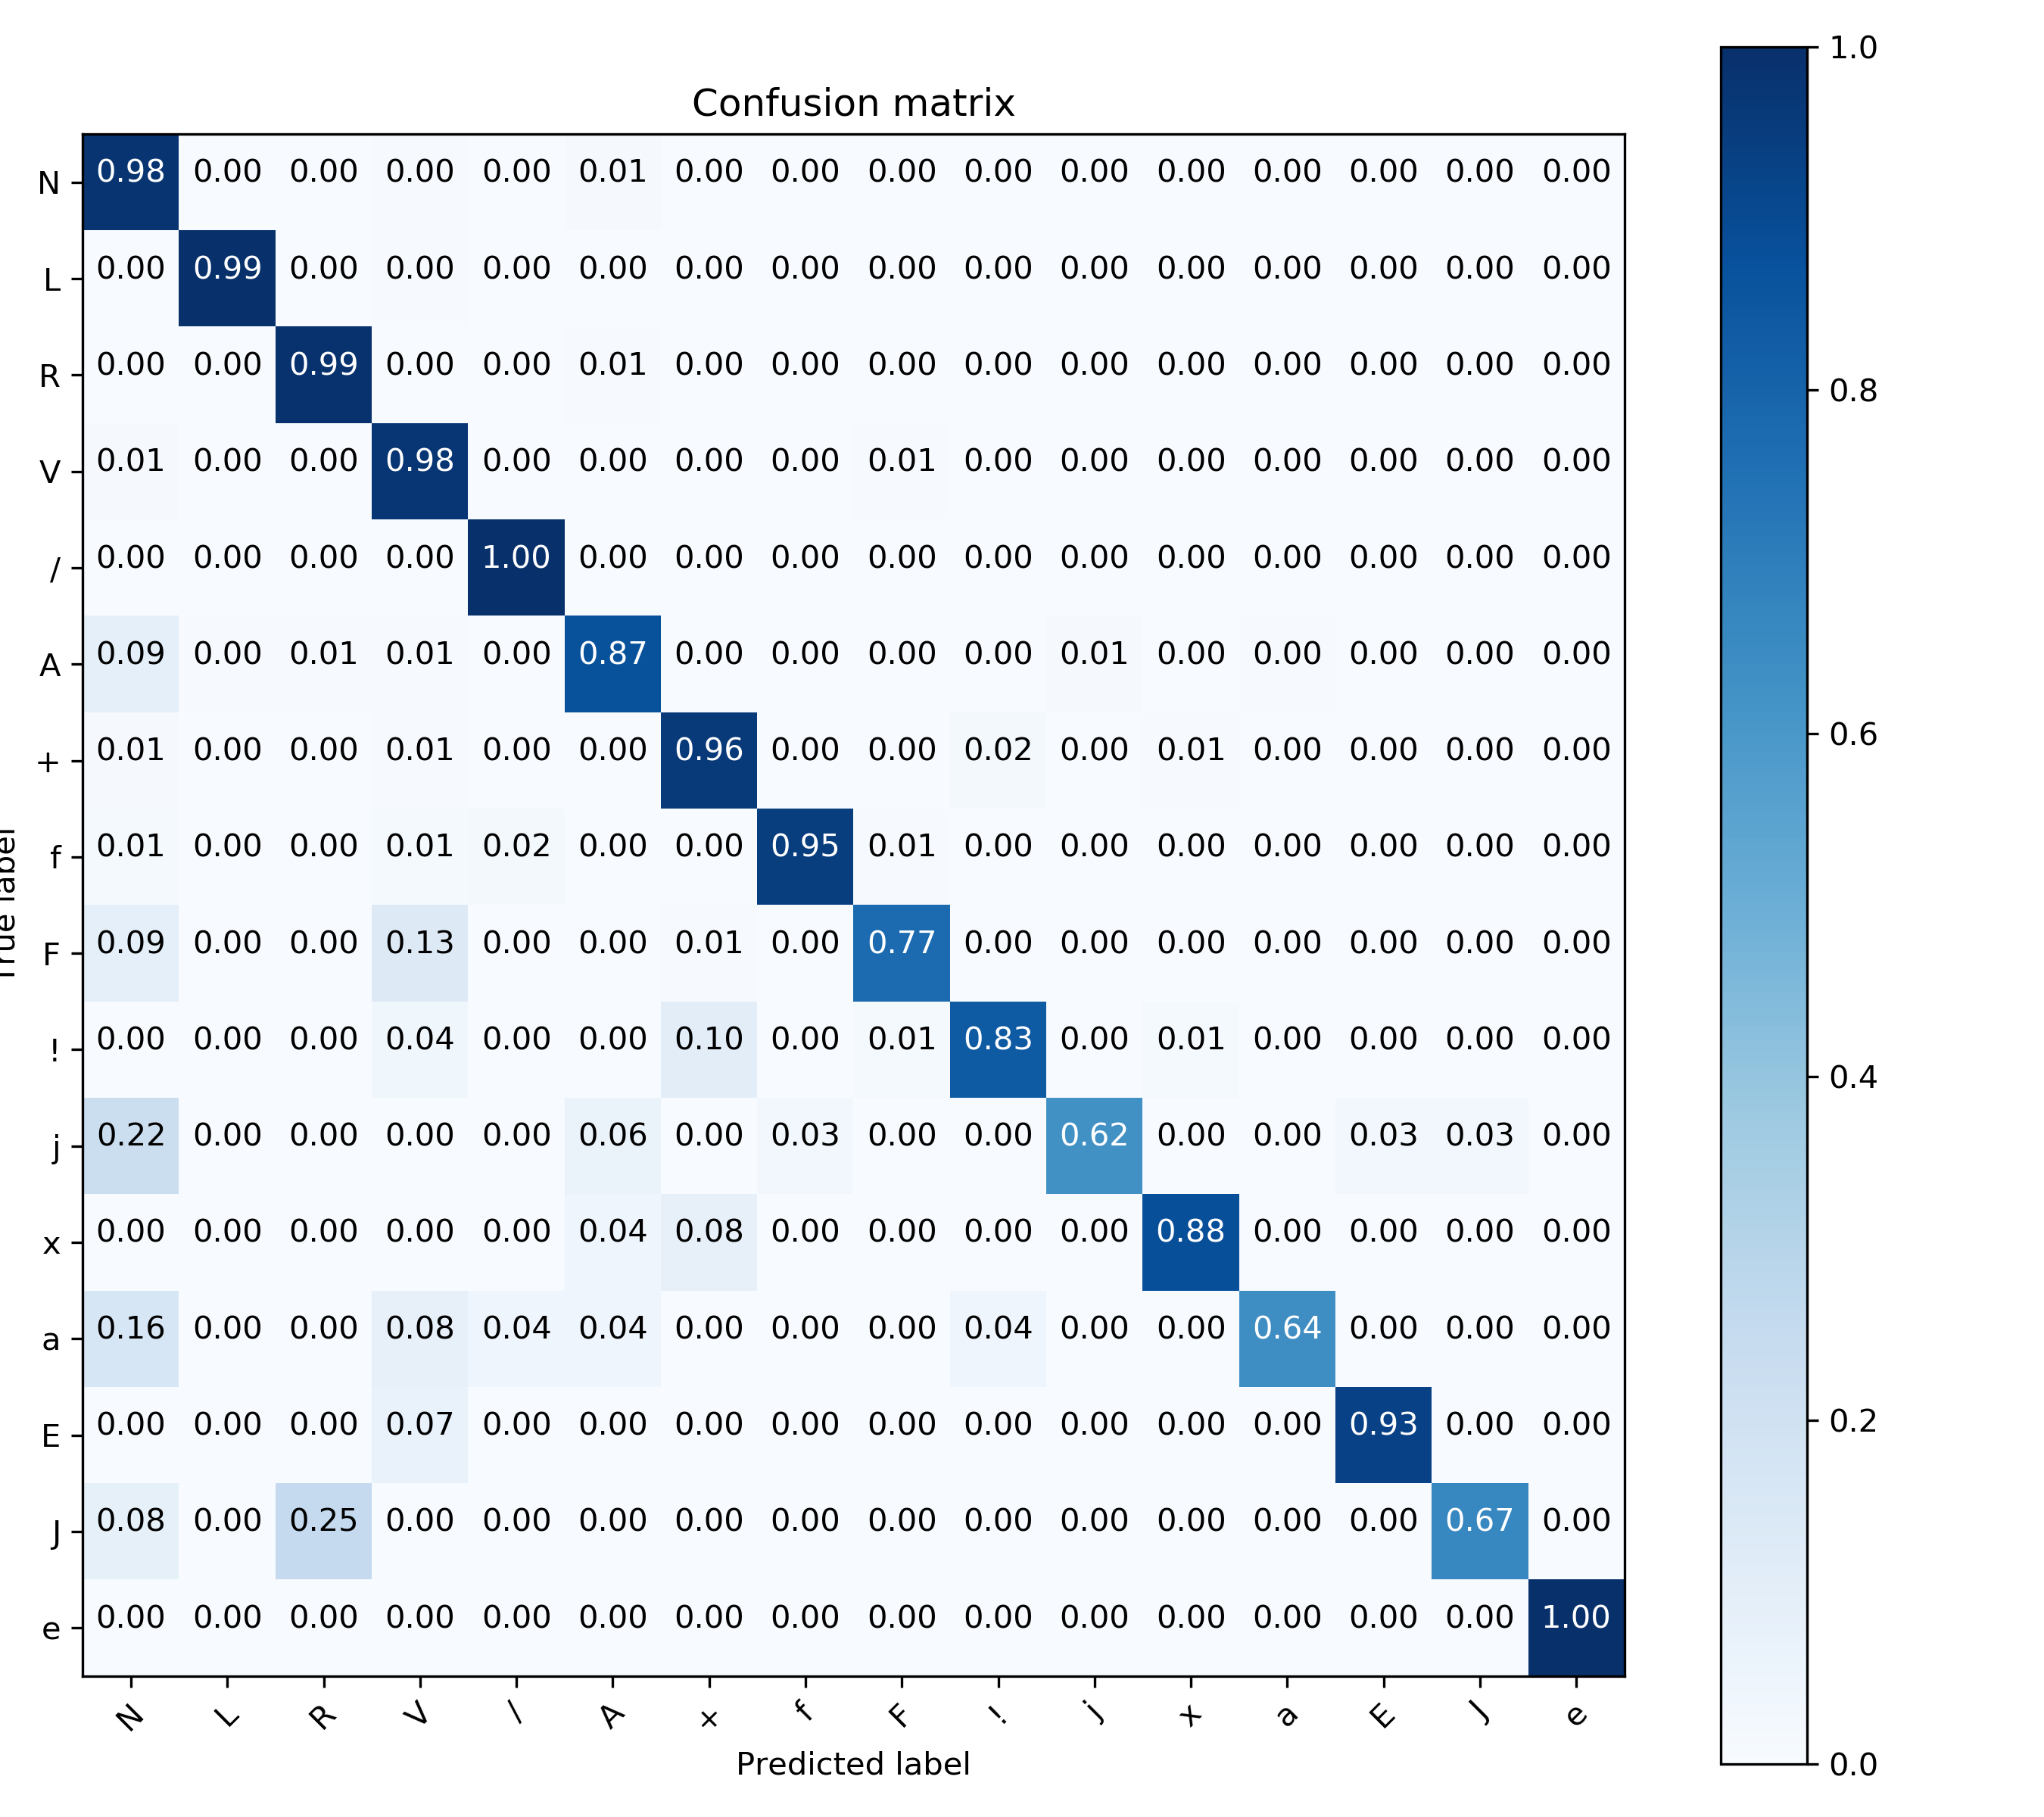 Confusion matrix
N 0.98 0.00 0.00 0.00 0.00 0.01 0.00 0.00 0.00 0.00 0.00 0.00 0.00 0.00 0.00 0.00
L 0.00 0.99 0.00 0.00 0.00 0.00 0.00 0.00 0.00 0.00 0.00 0.00 0.00 0.00 0.00 0.00
R 0.00 0.00 0.99 0.00 0.00 0.01 0.00 0.00 0.00 0.00 0.00 0.00 0.00 0.00 0.00 0.00
V 0.01 0.00 0.00 0.98 0.00 0.00 0.00 0.00 0.01 0.00 0.00 0.00 0.00 0.00 0.00 0.00
/ 0.00 0.00 0.00 0.00 1.00 0.00 0.00 0.00 0.00 0.00 0.00 0.00 0.00 0.00 0.00 0.00
A 0.09 0.00 0.01 0.01 0.00 0.87 0.00 0.00 0.00 0.00 0.01 0.00 0.00 0.00 0.00 0.00
+ 0.01 0.00 0.00 0.01 0.00 0.00 0.96 0.00 0.00 0.02 0.00 0.01 0.00 0.00 0.00 0.00
f 0.01 0.00 0.00 0.01 0.02 0.00 0.00 0.95 0.01 0.00 0.00 0.00 0.00 0.00 0.00 0.00
F 0.09 0.00 0.00 0.13 0.00 0.00 0.01 0.00 0.77 0.00 0.00 0.00 0.00 0.00 0.00 0.00
! 0.00 0.00 0.00 0.04 0.00 0.00 0.10 0.00 0.01 0.83 0.00 0.01 0.00 0.00 0.00 0.00
j 0.22 0.00 0.00 0.00 0.00 0.06 0.00 0.03 0.00 0.00 0.62 0.00 0.00 0.03 0.03 0.00
x 0.00 0.00 0.00 0.00 0.00 0.04 0.08 0.00 0.00 0.00 0.00 0.88 0.00 0.00 0.00 0.00
a 0.16 0.00 0.00 0.08 0.04 0.04 0.00 0.00 0.00 0.04 0.00 0.00 0.64 0.00 0.00 0.00
E 0.00 0.00 0.00 0.07 0.00 0.00 0.00 0.00 0.00 0.00 0.00 0.00 0.00 0.93 0.00 0.00
J 0.08 0.00 0.25 0.00 0.00 0.00 0.00 0.00 0.00 0.00 0.00 0.00 0.00 0.00 0.67 0.00
e 0.00 0.00 0.00 0.00 0.00 0.00 0.00 0.00 0.00 0.00 0.00 0.00 0.00 0.00 0.00 1.00
N L R V / A + f F ! j x a E J e
Predicted label
True label
1.0
0.8
0.6
0.4
0.2
0.0